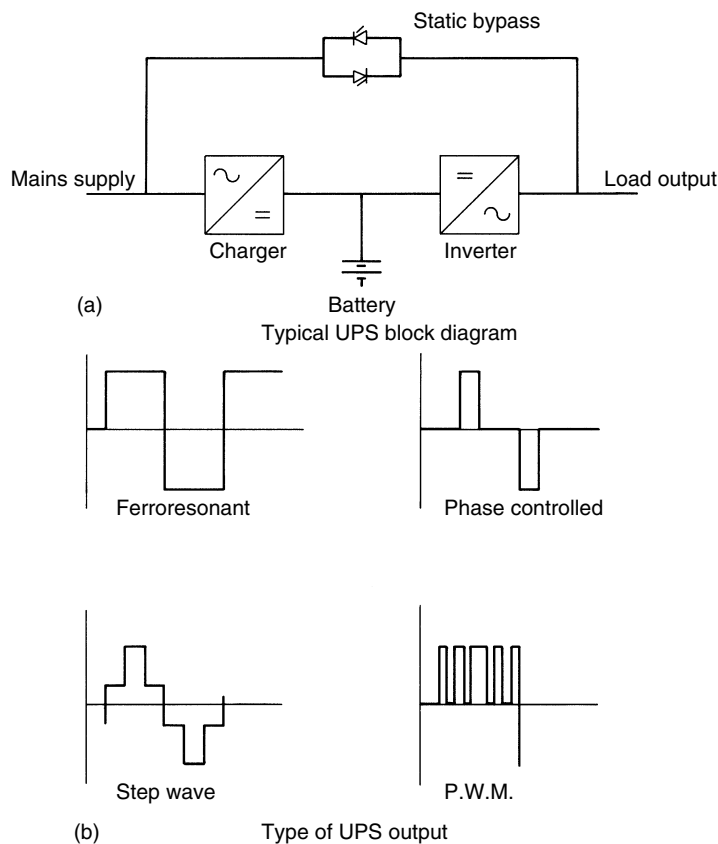 Static bypass
Mains supply
Load output
Charger
Inverter
Battery
(a)
Typical UPS block diagram
Ferroresonant
Phase controlled
Step wave
P.W.M.
(b)
Type of UPS output